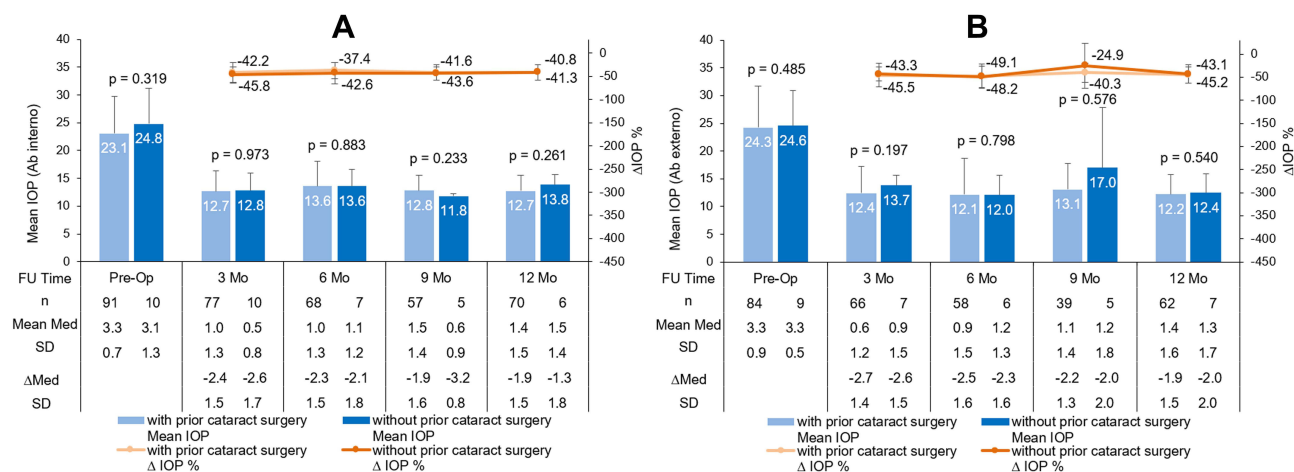 A
Mean IOP (Ab interno)
40
35
30
25
20
15
10
5
0
p = 0.319
p = 0.973
p = 0.883
p = 0.233
p = 0.261
-42.2
-37.4
-41.6
-40.8
-45.8
-42.6
-43.6
-41.3
23.1 24.8
12.7 12.8
13.6 13.6
12.8 11.8
12.7 13.8
0
-50
-100
-150
-200
-250
-300
-350
-400
-450
ΔIOP %
FU Time Pre-Op 3 Mo 6 Mo 9 Mo 12 Mo
n 91 10 77 10 68 7 57 5 70 6
Mean Med 3.3 3.1 1.0 0.5 1.0 1.1 1.5 0.6 1.4 1.5
SD 0.7 1.3 1.3 0.8 1.3 1.2 1.4 0.9 1.5 1.4
ΔMed -2.4 -2.6 -2.3 -2.1 -1.9 -3.2 -1.9 -1.3
SD 1.5 1.7 1.5 1.8 1.6 0.8 1.5 1.8
with prior cataract surgery
Mean IOP
without prior cataract surgery
Mean IOP
with prior cataract surgery
Δ IOP %
without prior cataract surgery
Δ IOP %
B
Mean IOP (Ab externo)
40
35
30
25
20
15
10
5
0
p = 0.485
p = 0.197
p = 0.798
p = 0.576
p = 0.540
-43.3
-49.1
-24.9
-43.1
-45.5
-48.2
-40.3
-45.2
24.3 24.6
12.4 13.7
12.1 12.0
13.1 17.0
12.2 12.4
0
-50
-100
-150
-200
-250
-300
-350
-400
-450
ΔIOP %
FU Time Pre-Op 3 Mo 6 Mo 9 Mo 12 Mo
n 84 9 66 7 58 6 39 5 62 7
Mean Med 3.3 3.3 0.6 0.9 0.9 1.2 1.1 1.2 1.4 1.3
SD 0.9 0.5 1.2 1.5 1.5 1.3 1.4 1.8 1.6 1.7
ΔMed -2.7 -2.6 -2.5 -2.3 -2.2 -2.0 -1.9 -2.0
SD 1.4 1.5 1.6 1.6 1.3 2.0 1.5 2.0
with prior cataract surgery
Mean IOP
without prior cataract surgery
Mean IOP
with prior cataract surgery
Δ IOP %
without prior cataract surgery
Δ IOP %